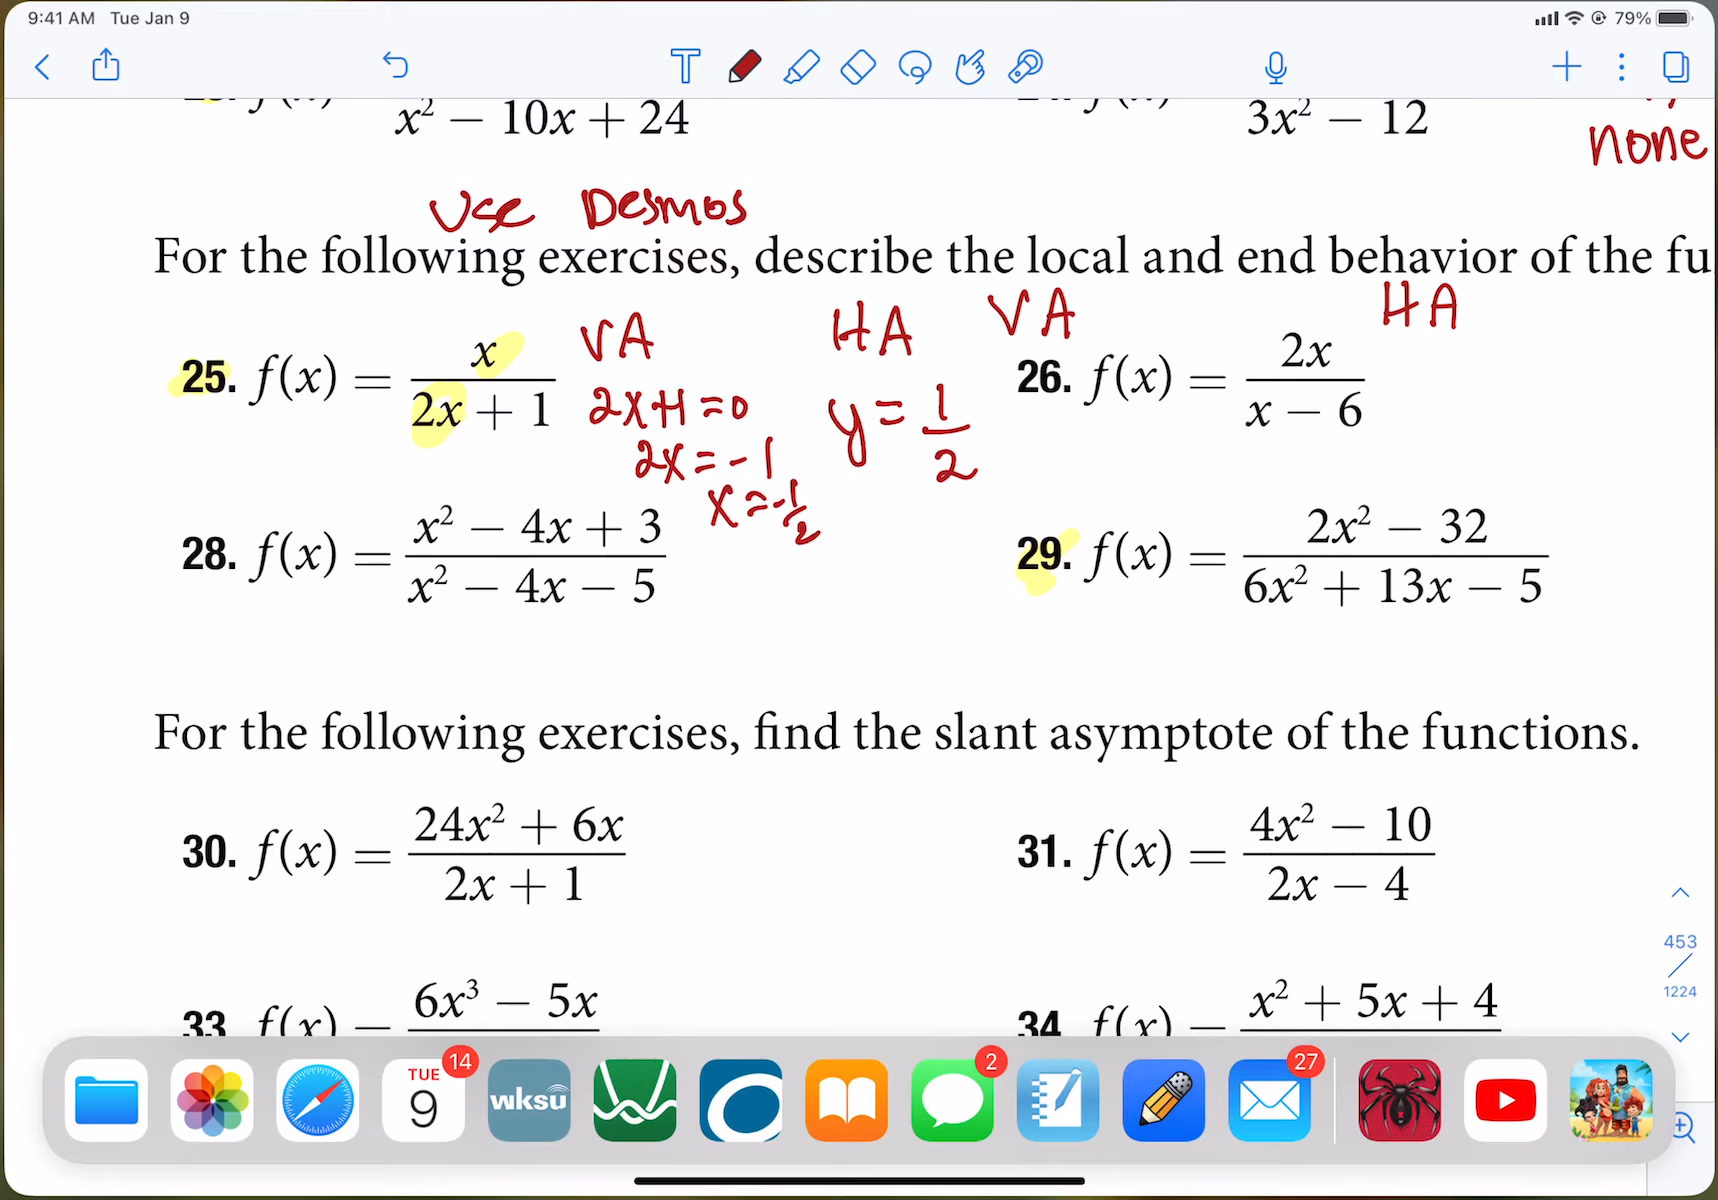 9:41 AM Tue Jan 9
79%
x² − 10x + 24
3x² − 12
none
Use Desmos
For the following exercises, describe the local and end behavior of the fu
VA
HA
VA
HA
25. f(x) = x / 2x + 1
2x+1=0
2x=-1
x=-1/2
y=1/2
26. f(x) = 2x / x − 6
28. f(x) = x² − 4x + 3 / x² − 4x − 5
29. f(x) = 2x² − 32 / 6x² + 13x − 5
For the following exercises, find the slant asymptote of the functions.
30. f(x) = 24x² + 6x / 2x + 1
31. f(x) = 4x² − 10 / 2x − 4
453
1224
33. f(x) = 6x³ − 5x
34. f(x) = x² + 5x + 4
TUE
9
14
wksu
2
27